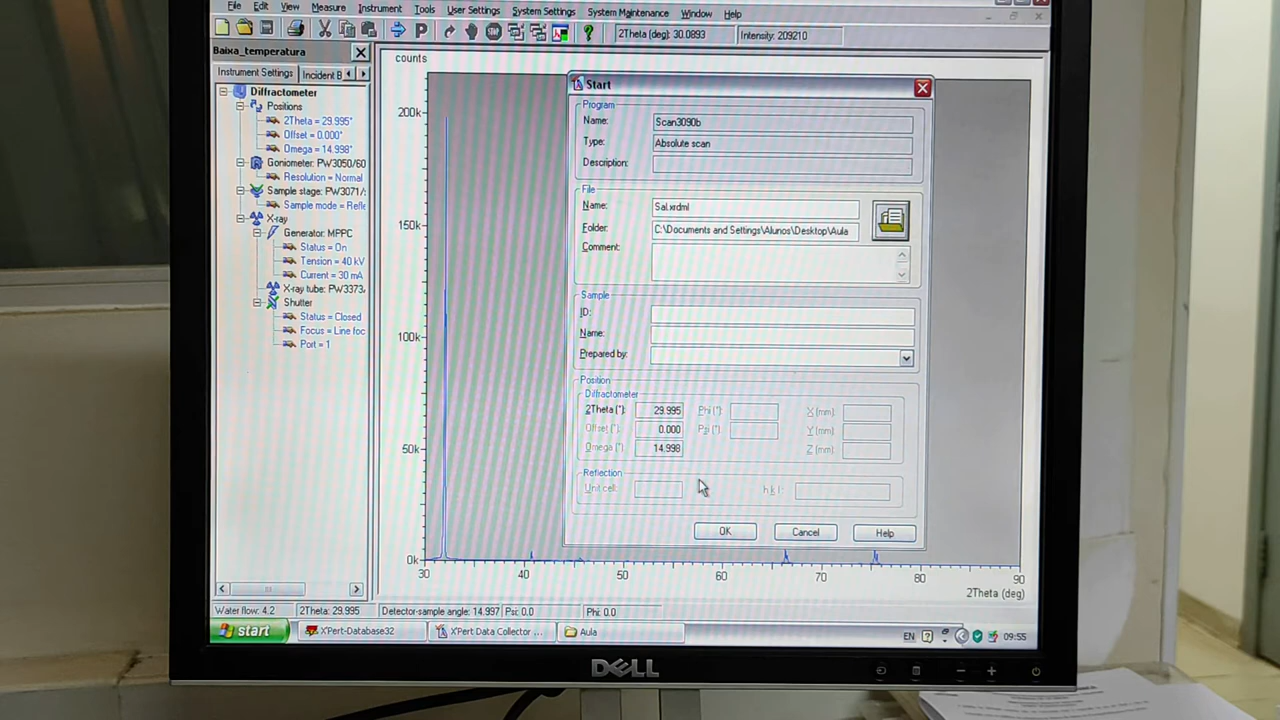 File Edit View Measure Instrument Tools User Settings System Settings System Maintenance Window Help
2Theta (deg): 30.0893 Intensity: 209210
Baixa_temperatura
Instrument Settings Incident B
Diffractometer
Positions
2Theta = 29.995°
Offset = 0.000°
Omega = 14.998°
Goniometer: PW3050/60
Resolution = Normal
Sample stage: PW3071/
Sample mode = Refle
X-ray
Generator: MPPC
Status = On
Tension = 40 kV
Current = 30 mA
X-ray tube: PW3373/
Shutter
Status = Closed
Focus = Line foc
Port = 1
counts
200k
150k
100k
50k
0k
30 40 50 60 70 80 90
2Theta (deg)
Start
Program
Name: Scan3090b
Type: Absolute scan
Description:
File
Name: Sal.xrdml
Folder: C:\Documents and Settings\Alunos\Desktop\Aula
Comment:
Sample
ID:
Name:
Prepared by:
Position
Diffractometer
2Theta (°): 29.995 Phi (°): X (mm):
Offset (°): 0.000 Psi (°): Y (mm):
Omega (°): 14.998 Z (mm):
Reflection
Unit cell: h k l:
OK Cancel Help
Water flow: 4.2 2Theta: 29.995 Detector-sample angle: 14.997 Psi: 0.0 Phi: 0.0
start X'Pert-Database32 X'Pert Data Collector ... Aula EN 09:55
DELL